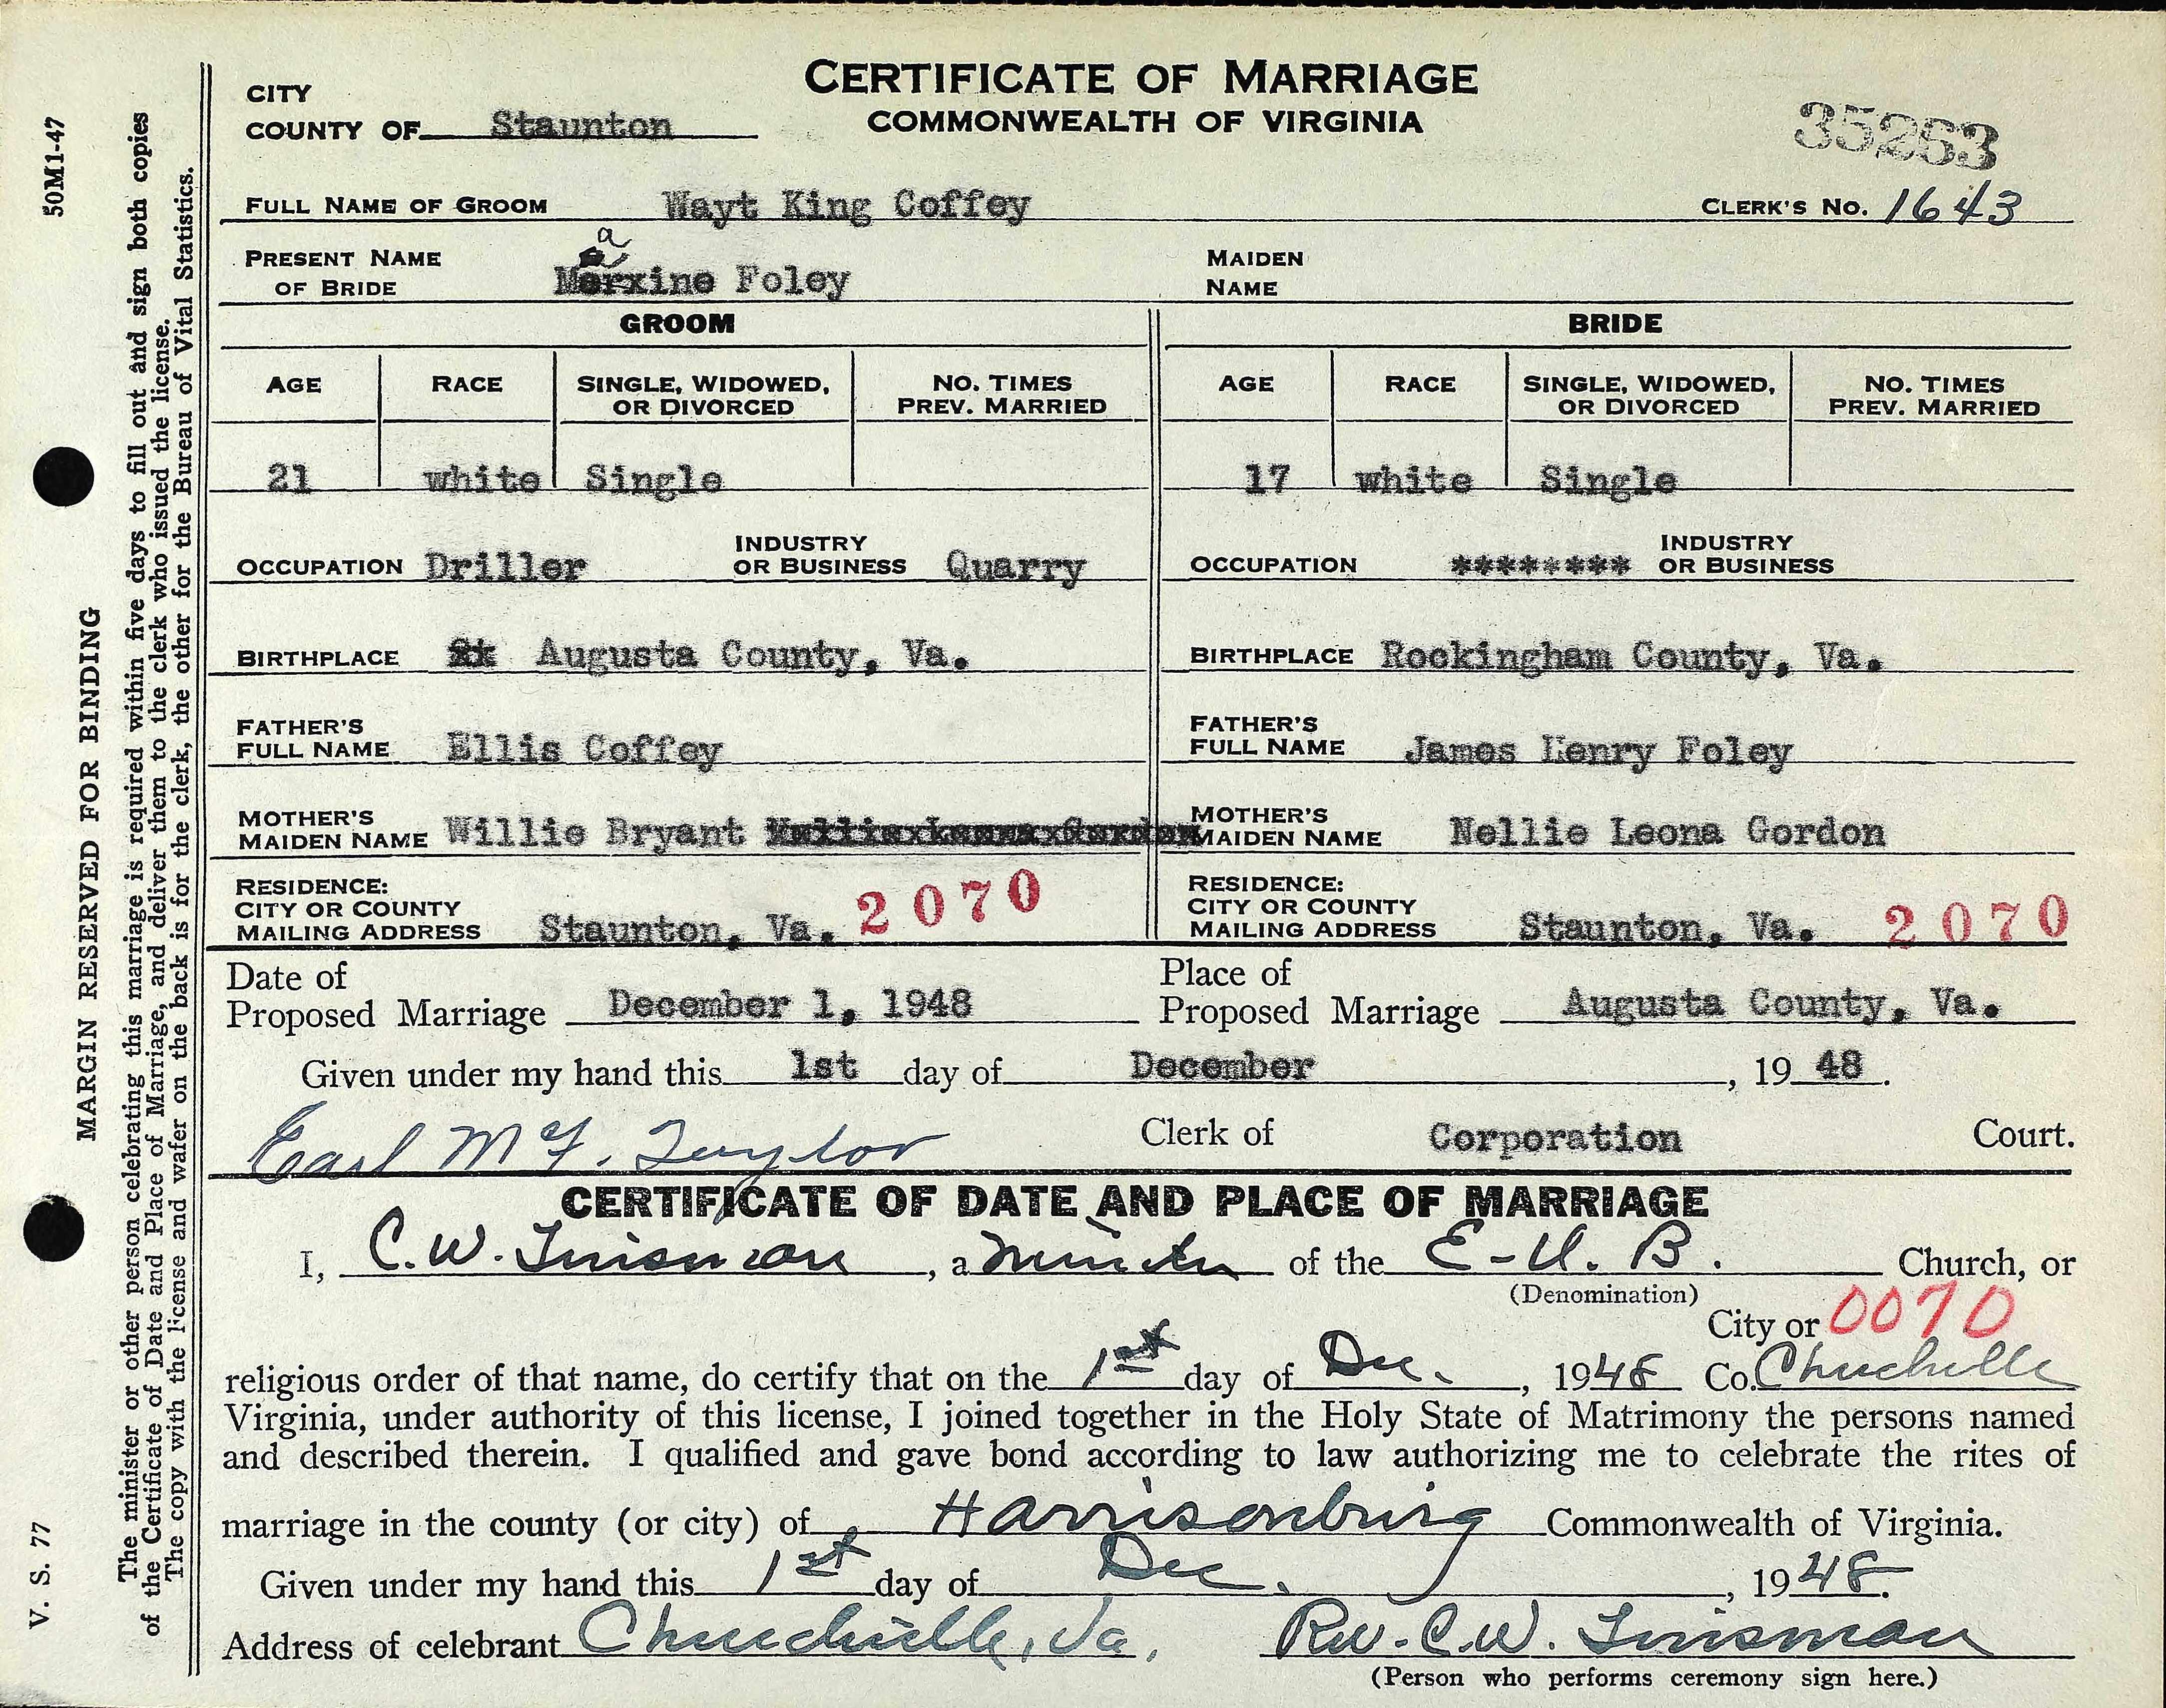 CERTIFICATE OF MARRIAGE
COMMONWEALTH OF VIRGINIA
CITY
COUNTY OF Staunton
35263
FULL NAME OF GROOM Wayt King Coffey CLERK'S NO. 1643
PRESENT NAME OF BRIDE Maxine Foley MAIDEN NAME
GROOM BRIDE
AGE RACE SINGLE, WIDOWED, OR DIVORCED NO. TIMES PREV. MARRIED AGE RACE SINGLE, WIDOWED, OR DIVORCED NO. TIMES PREV. MARRIED
21 white Single 17 white Single
OCCUPATION Driller INDUSTRY OR BUSINESS Quarry OCCUPATION ******** INDUSTRY OR BUSINESS
BIRTHPLACE Augusta County, Va. BIRTHPLACE Rockingham County, Va.
FATHER'S FULL NAME Ellis Coffey FATHER'S FULL NAME James Henry Foley
MOTHER'S MAIDEN NAME Willie Bryant MOTHER'S MAIDEN NAME Nellie Leona Gordon
RESIDENCE: CITY OR COUNTY MAILING ADDRESS Staunton, Va. 2070 RESIDENCE: CITY OR COUNTY MAILING ADDRESS Staunton, Va. 2070
Date of Proposed Marriage December 1, 1948 Place of Proposed Marriage Augusta County, Va.
Given under my hand this 1st day of December, 19 48.
Earl McF. Taylor Clerk of Corporation Court.
CERTIFICATE OF DATE AND PLACE OF MARRIAGE
I, C.W. , a Minister of the E-U.B. Church, or
(Denomination)
City or 0070
religious order of that name, do certify that on the 1st day of Dec., 1948 Co. Churchville
Virginia, under authority of this license, I joined together in the Holy State of Matrimony the persons named
and described therein. I qualified and gave bond according to law authorizing me to celebrate the rites of
marriage in the county (or city) of Harrisonburg Commonwealth of Virginia.
Given under my hand this 1st day of Dec., 1948.
Address of celebrant Churchville, Va. Rev. C.W.
(Person who performs ceremony sign here.)
50M1-47
MARGIN RESERVED FOR BINDING
V. S. 77
The minister or other person celebrating this marriage is required within five days to fill out and sign both copies
of the Certificate of Date and Place of Marriage, and deliver them to the clerk who issued the license.
The copy with the license and wafer on the back is for the clerk, the other for the Bureau of Vital Statistics.